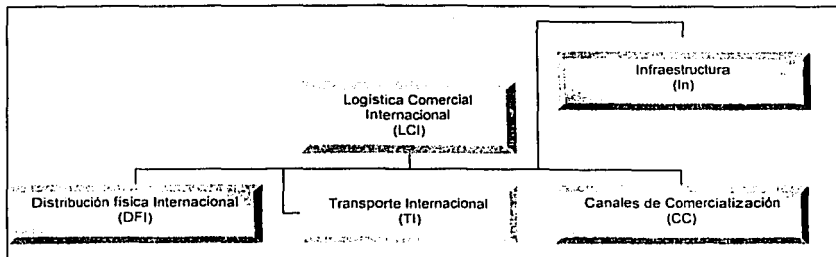 Infraestructura
(In)
Logística Comercial
Internacional
(LCI)
Distribución física Internacional
(DFI)
Transporte Internacional
(TI)
Canales de Comercialización
(CC)